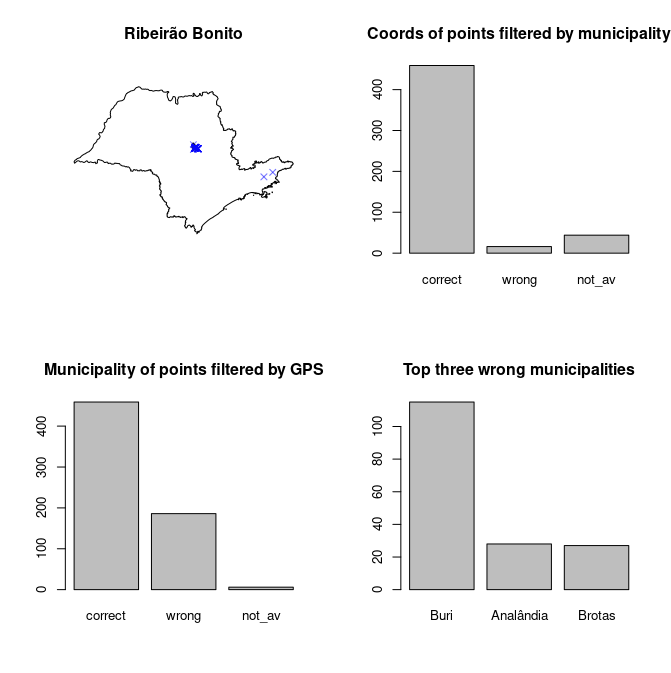 Ribeirão Bonito
Coords of points filtered by municipality
0
100
200
300
400
correct wrong not_av
Municipality of points filtered by GPS
0
100
200
300
400
correct wrong not_av
Top three wrong municipalities
0
20
40
60
80
100
Buri Analândia Brotas